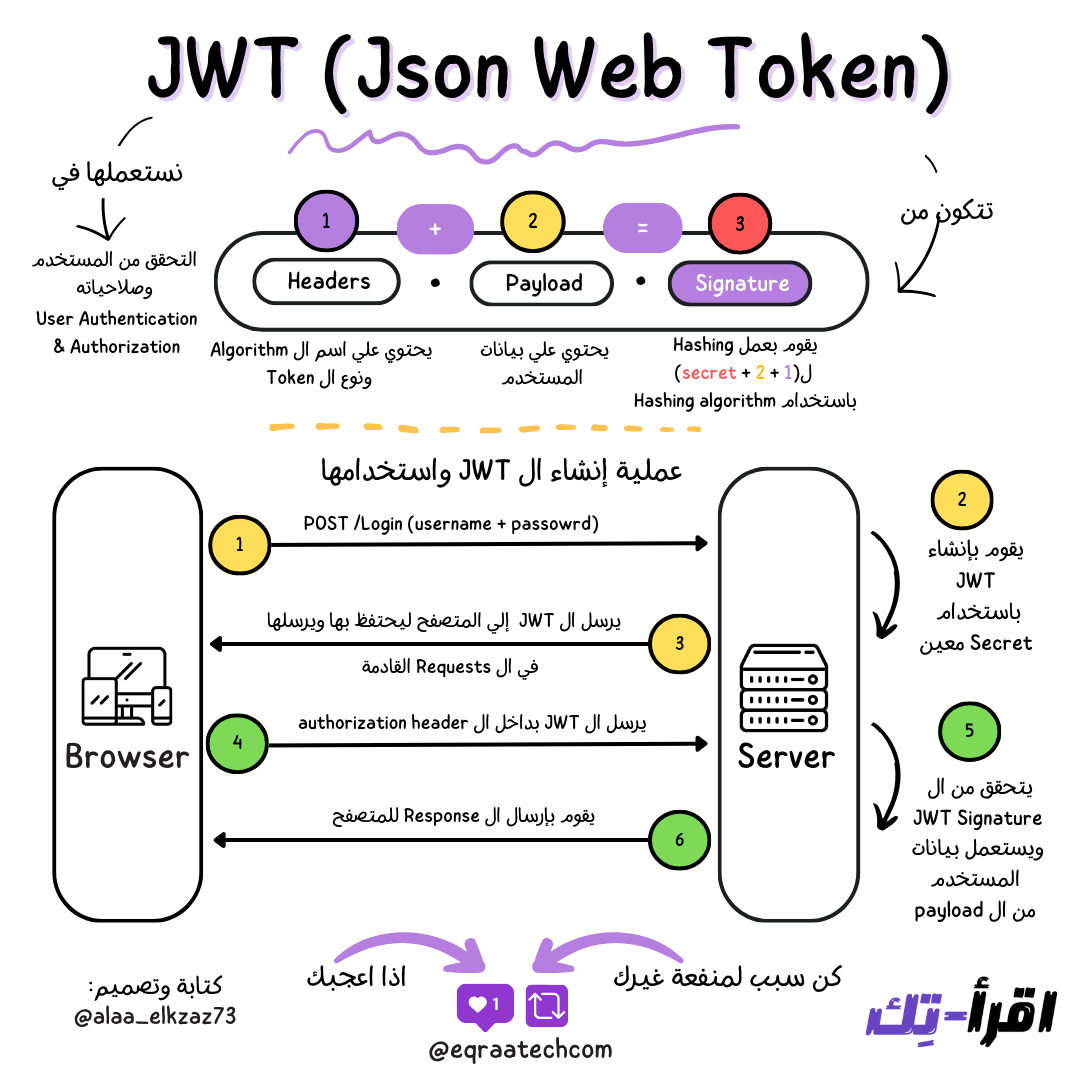 JWT (Json Web Token)
نستعملها في
التحقق من المستخدم
وصلاحياته
User Authentication
& Authorization
تتكون من
1
+
2
=
3
Headers
Payload
Signature
يحتوي علي اسم ال Algorithm
ونوع ال Token
يحتوي علي بيانات
المستخدم
يقوم بعمل Hashing
ل(1 + 2 + secret)
باستخدام Hashing algorithm
عملية إنشاء ال JWT واستخدامها
Browser
Server
1
POST /Login (username + passowrd)
2
يقوم بإنشاء
JWT
باستخدام
Secret معين
3
يرسل ال JWT إلي المتصفح ليحتفظ بها ويرسلها
في ال Requests القادمة
4
يرسل ال JWT بداخل ال authorization header
5
يتحقق من ال
JWT Signature
ويستعمل بيانات
المستخدم
من ال payload
6
يقوم بإرسال ال Response للمتصفح
كتابة وتصميم:
@alaa_elkzaz73
اذا اعجبك
1
كن سبب لمنفعة غيرك
@eqraatechcom
اقرأ-تِك